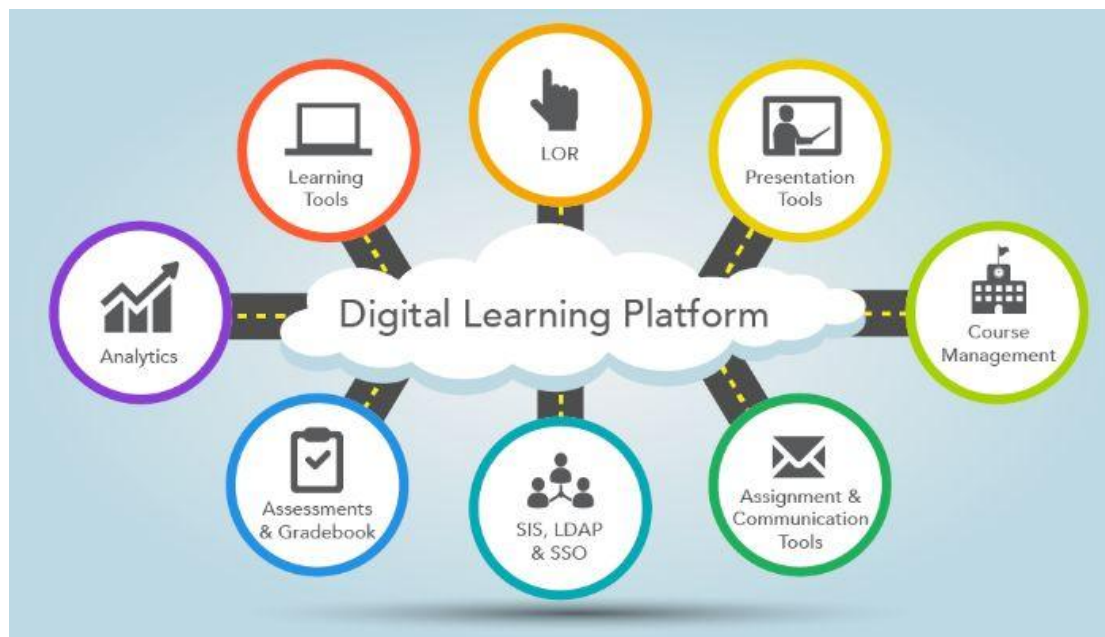 LOR
Learning
Tools
Presentation
Tools
Analytics
Digital Learning Platform
Course
Management
Assessments
& Gradebook
SIS, LDAP
& SSO
Assignment &
Communication
Tools